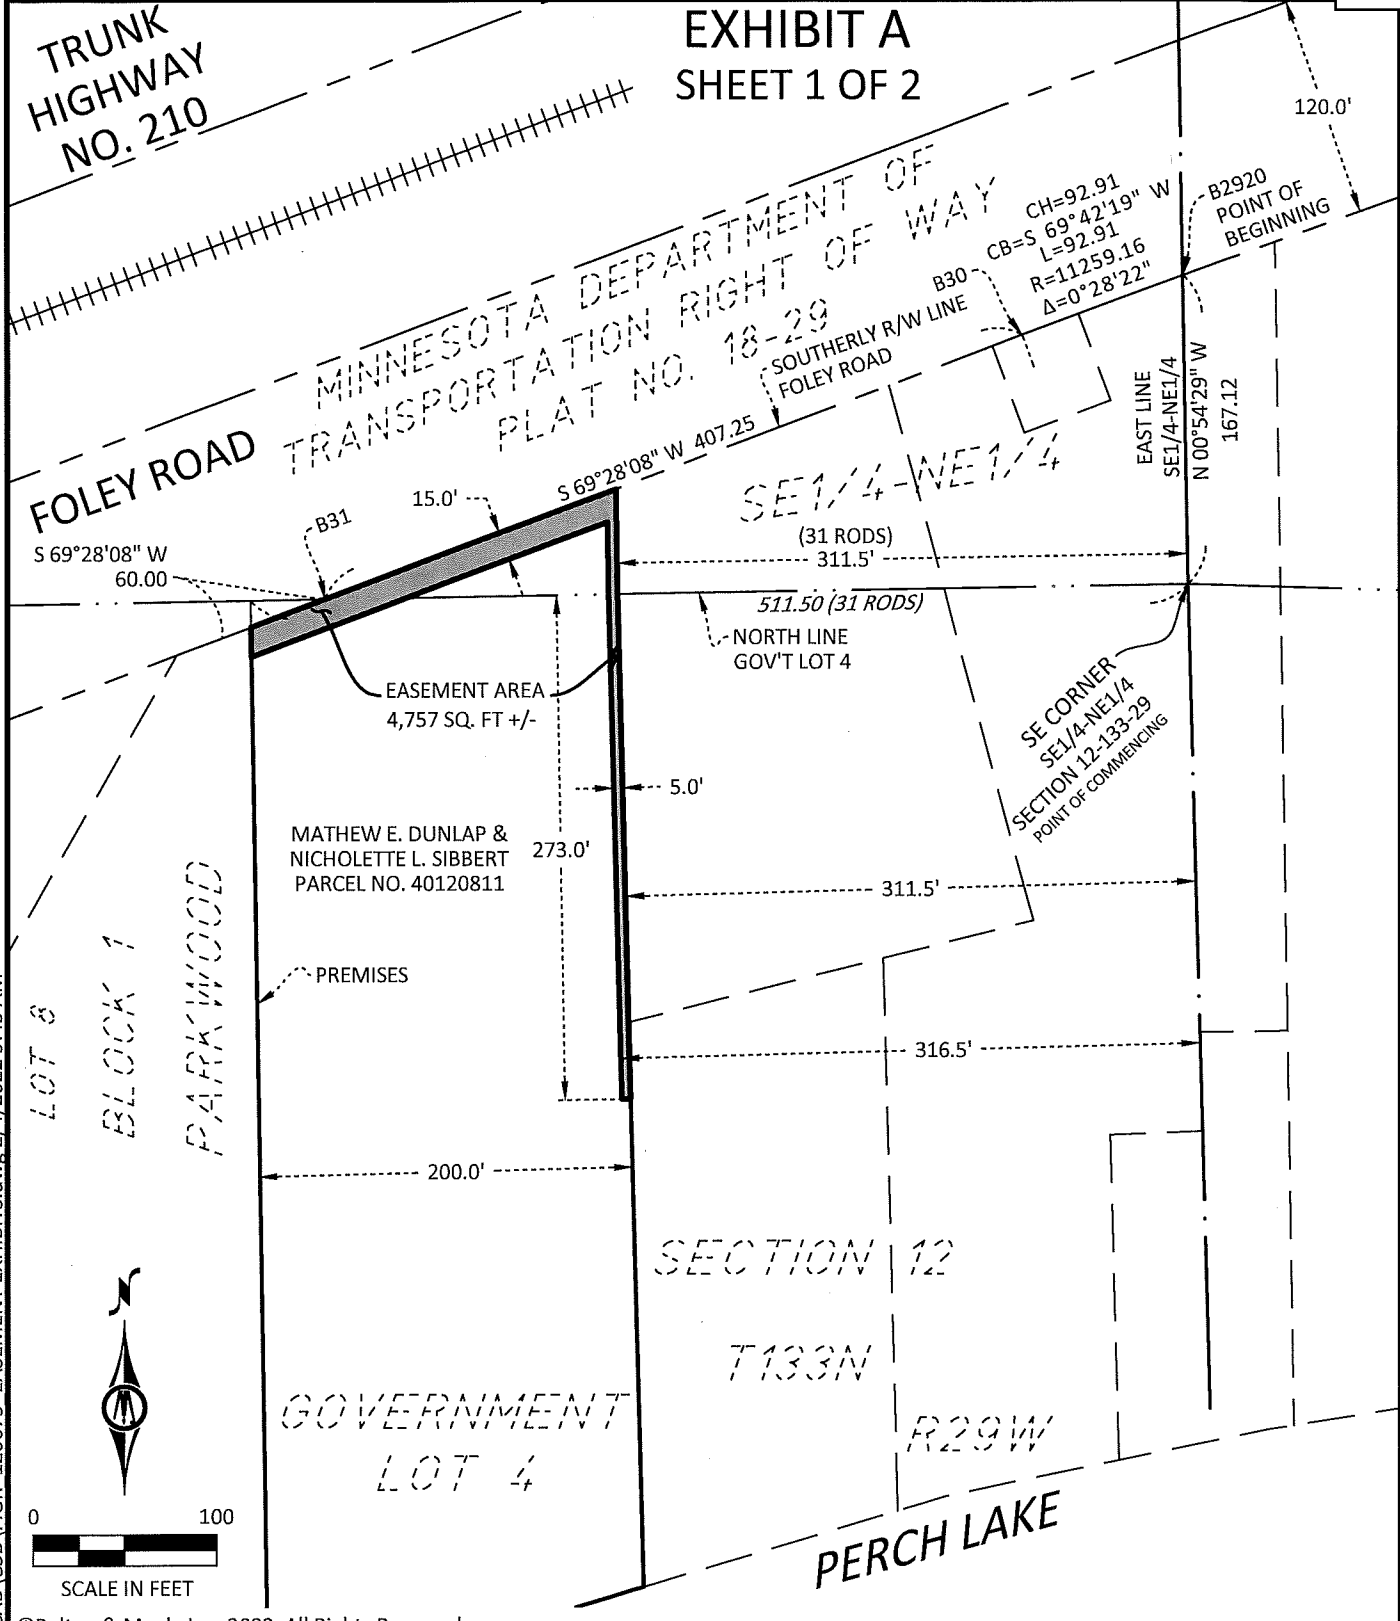 EXHIBIT A
SHEET 1 OF 2
TRUNK
HIGHWAY
NO. 210
120.0'
MINNESOTA DEPARTMENT OF
TRANSPORTATION RIGHT OF WAY
PLAT NO. 18-29
CH=92.91
CB=S 69°42'19" W
L=92.91
R=11259.16
Δ=0°28'22"
B2920
POINT OF
BEGINNING
B30
SOUTHERLY R/W LINE
FOLEY ROAD
EAST LINE
SE1/4-NE1/4
N 00°54'29" W
167.12
FOLEY ROAD
S 69°28'08" W 407.25
15.0'
B31
SE1/4-NE1/4
(31 RODS)
311.5'
S 69°28'08" W
60.00
511.50 (31 RODS)
NORTH LINE
GOV'T LOT 4
EASEMENT AREA
4,757 SQ. FT +/-
SE CORNER
SE1/4-NE1/4
SECTION 12-133-29
POINT OF COMMENCING
5.0'
MATHEW E. DUNLAP &
NICHOLETTE L. SIBBERT
PARCEL NO. 40120811
273.0'
311.5'
PREMISES
LOT 8
BLOCK 1
PARKWOOD
316.5'
200.0'
SECTION 12
T133N
R29W
N
GOVERNMENT
LOT 4
PERCH LAKE
0 100
SCALE IN FEET